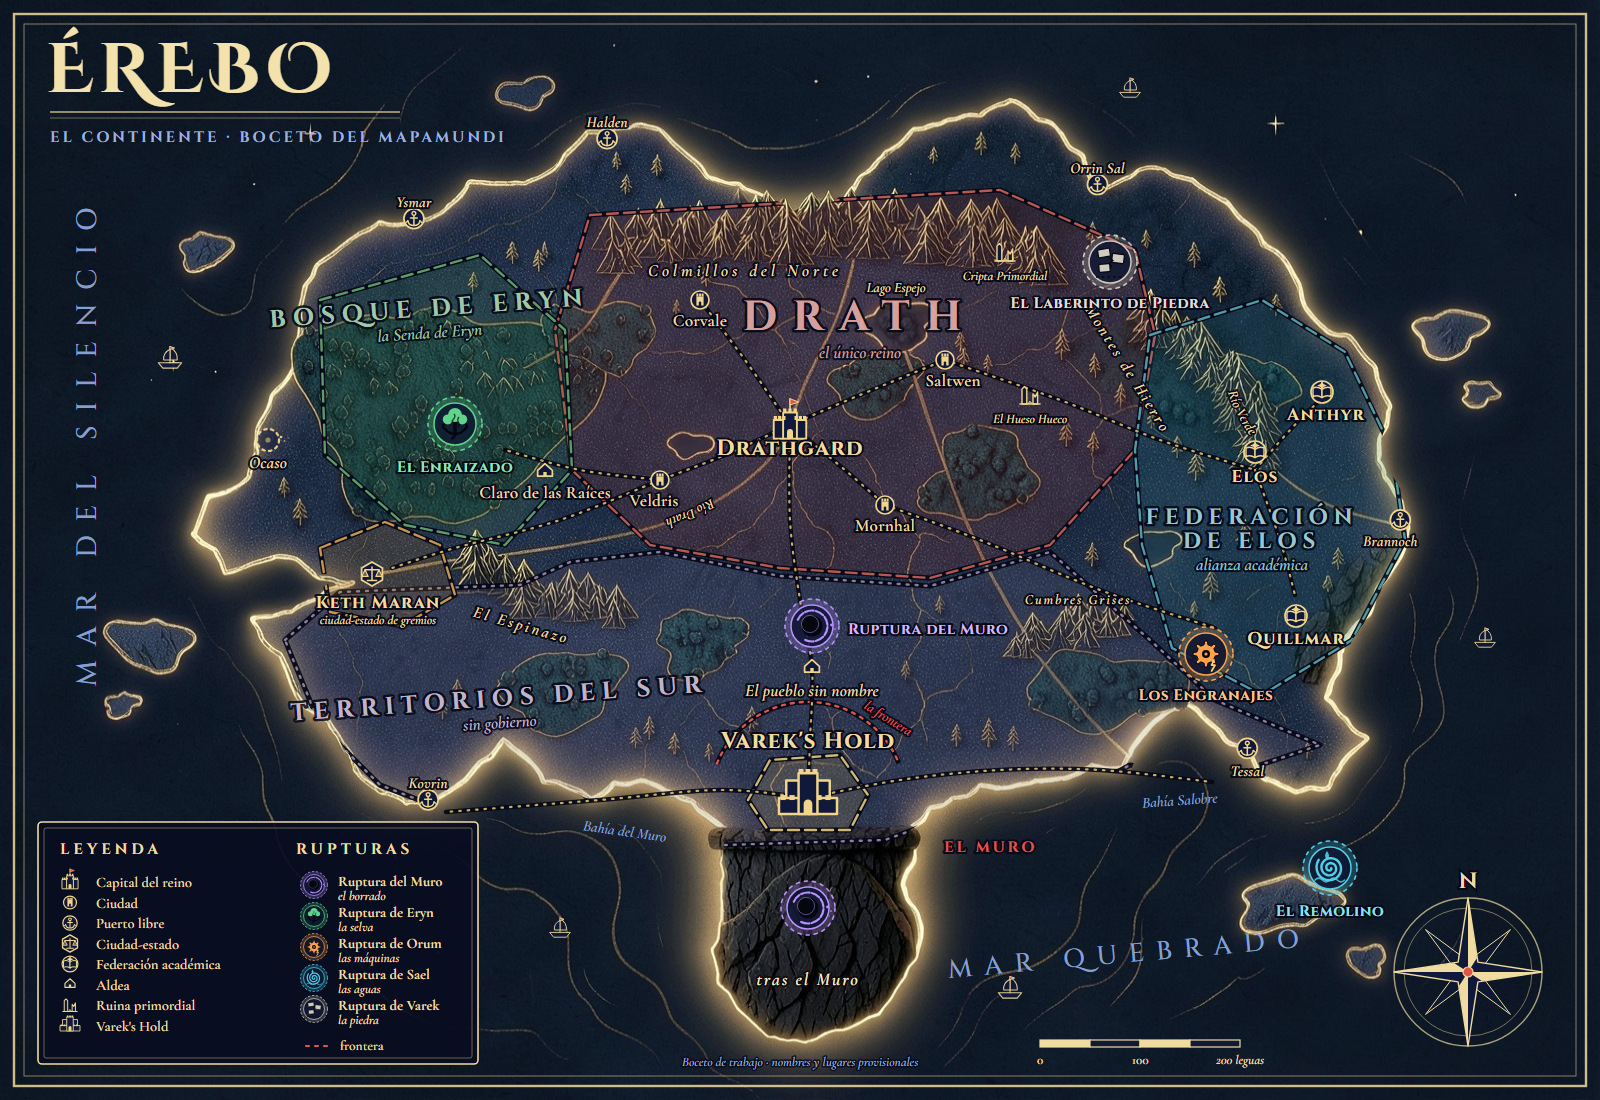 ÉREBO
EL CONTINENTE · BOCETO DEL MAPAMUNDI
Halden
Orrin Sal
Ysmar
MAR DEL SILENCIO
Colmillos del Norte
Cripta Primordial
Lago Espejo
BOSQUE DE ERYN
la Senda de Eryn
Corvale
DRATH
el único reino
EL LABERINTO DE PIEDRA
Montes de Hierro
Saltwen
El Hueso Hueco
Río Verde
ANTHYR
DRATHGARD
Ocaso
EL ENRAIZADO
Claro de las Raíces
Veldris
Río Drath
Mornhal
ELOS
FEDERACIÓN
DE ELOS
alianza académica
Brannoch
KETH MARAN
ciudad-estado de gremios
El Espinazo
Cumbres Grises
RUPTURA DEL MURO
QUILLMAR
TERRITORIOS DEL SUR
sin gobierno
El pueblo sin nombre
la frontera
LOS ENGRANAJES
VAREK'S HOLD
Tessal
Kovrin
Bahía del Muro
Bahía Salobre
EL MURO
EL REMOLINO
MAR QUEBRADO
tras el Muro
N
LEYENDA
Capital del reino
Ciudad
Puerto libre
Ciudad-estado
Federación académica
Aldea
Ruina primordial
Varek's Hold
RUPTURAS
Ruptura del Muro
el borrado
Ruptura de Eryn
la selva
Ruptura de Orum
las máquinas
Ruptura de Sael
las aguas
Ruptura de Varek
la piedra
frontera
0 100 200 leguas
Boceto de trabajo · nombres y lugares provisionales